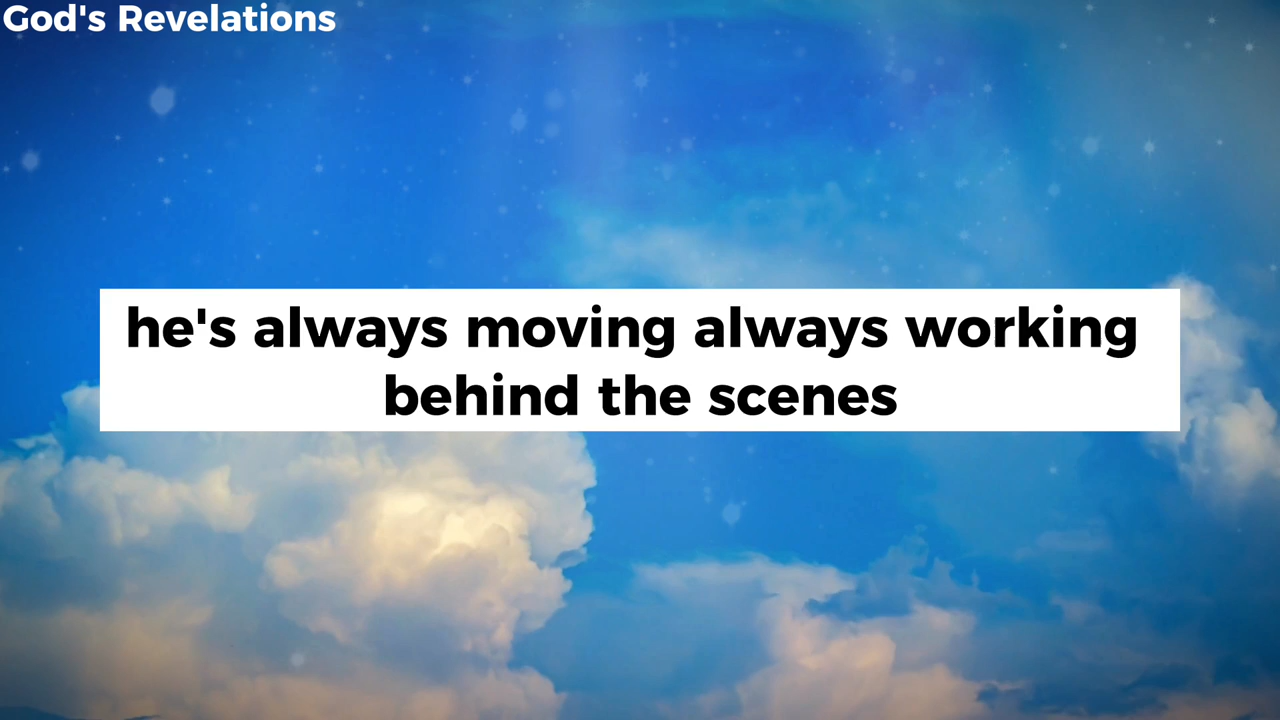 God's Revelations
he's always moving always working
behind the scenes